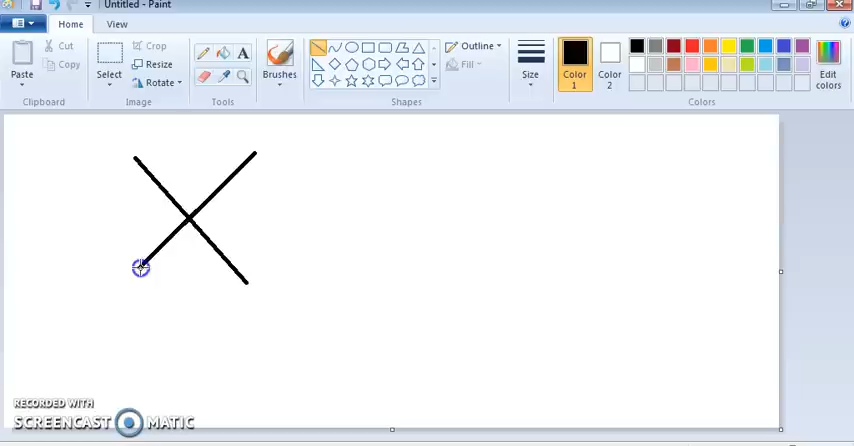 Untitled - Paint
Home View
Paste
Cut
Copy
Clipboard
Select
Crop
Resize
Rotate
Image
A
Tools
Brushes
Outline
Fill
Shapes
Size
Color
1
Color
2
Edit
colors
Colors
RECORDED WITH
SCREENCAST MATIC